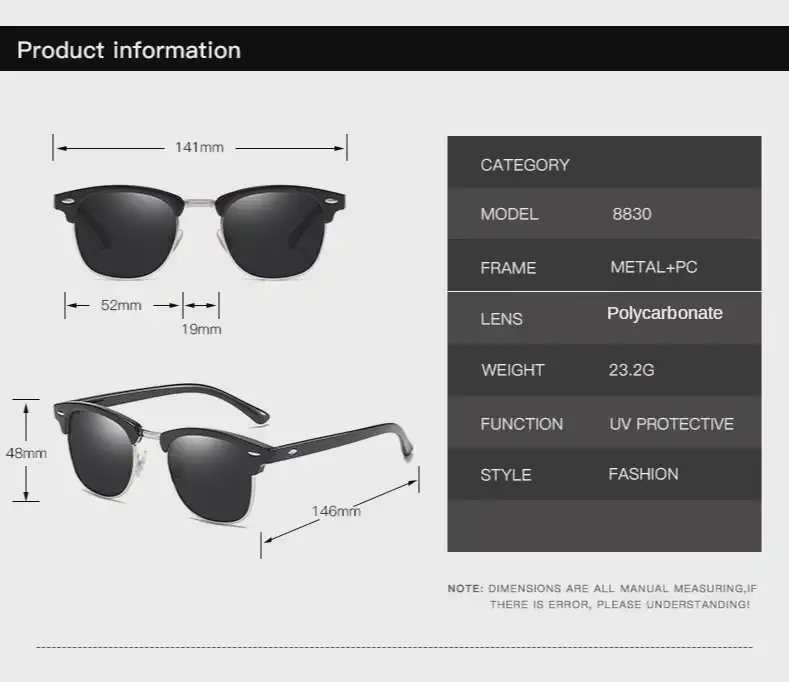 Product information
141mm
52mm
19mm
48mm
146mm
CATEGORY
MODEL 8830
FRAME METAL+PC
LENS Polycarbonate
WEIGHT 23.2G
FUNCTION UV PROTECTIVE
STYLE FASHION
NOTE: DIMENSIONS ARE ALL MANUAL MEASURING,IF
THERE IS ERROR, PLEASE UNDERSTANDING!